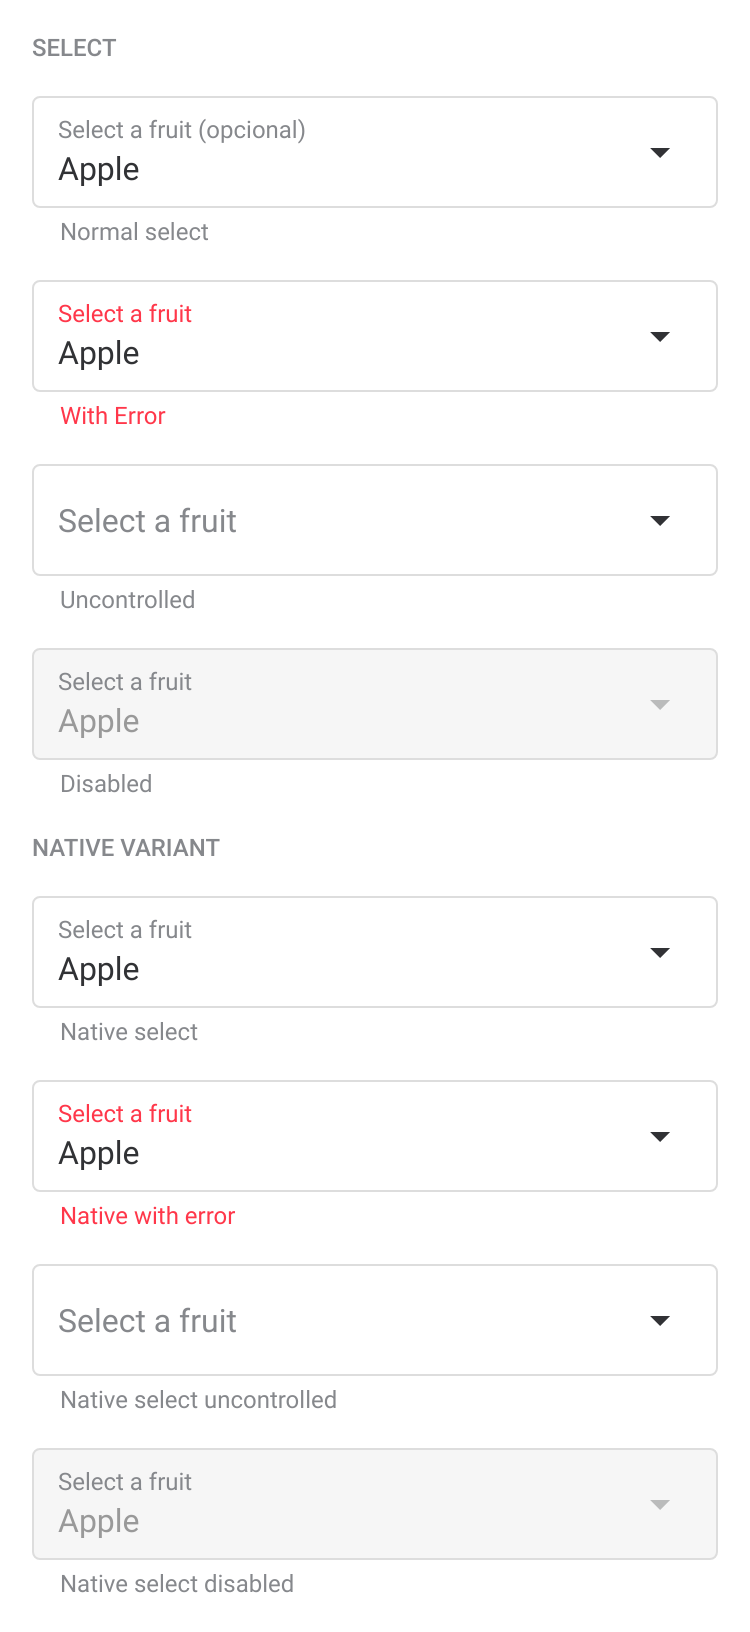 SELECT
Select a fruit (opcional)
Apple
Normal select
Select a fruit
Apple
With Error
Select a fruit
Uncontrolled
Select a fruit
Apple
Disabled
NATIVE VARIANT
Select a fruit
Apple
Native select
Select a fruit
Apple
Native with error
Select a fruit
Native select uncontrolled
Select a fruit
Apple
Native select disabled